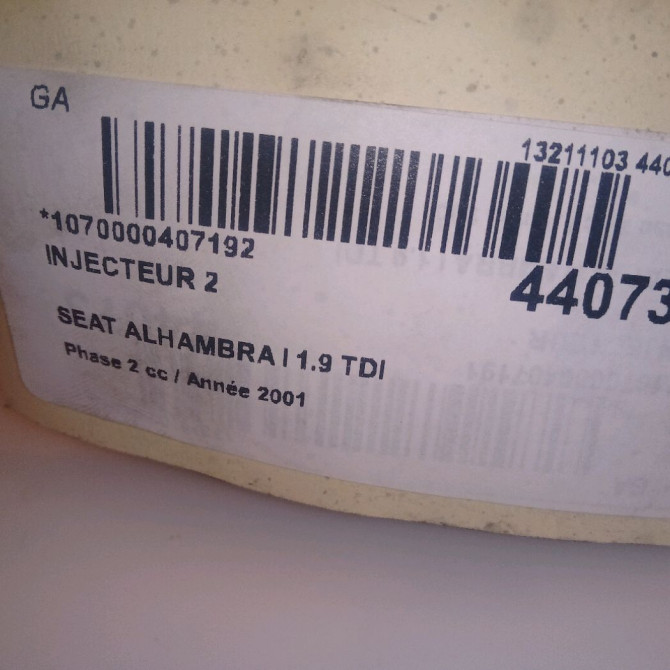 GA
13211103 440
*1070000407192
INJECTEUR 2
44073
SEAT ALHAMBRA I 1.9 TDI
Phase 2 cc / Année 2001